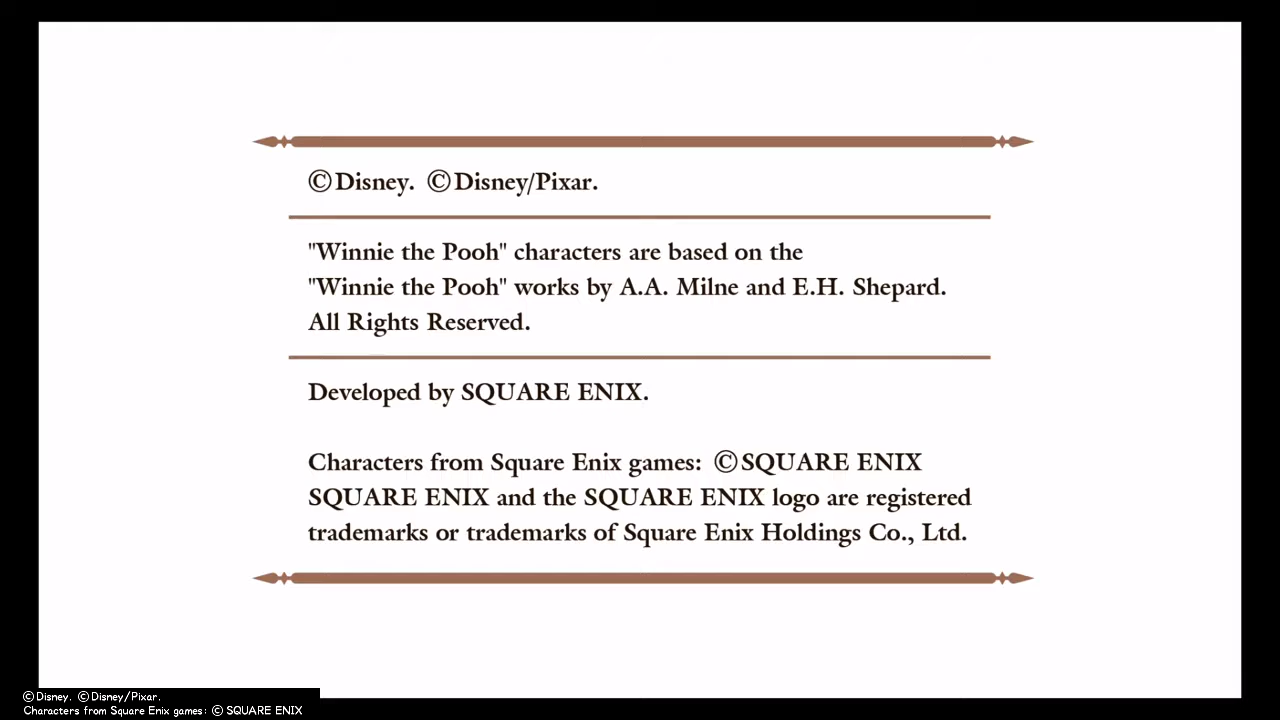 ©Disney. ©Disney/Pixar.
"Winnie the Pooh" characters are based on the
"Winnie the Pooh" works by A.A. Milne and E.H. Shepard.
All Rights Reserved.
Developed by SQUARE ENIX.
Characters from Square Enix games: ©SQUARE ENIX
SQUARE ENIX and the SQUARE ENIX logo are registered
trademarks or trademarks of Square Enix Holdings Co., Ltd.
©Disney. ©Disney/Pixar.
Characters from Square Enix games: © SQUARE ENIX